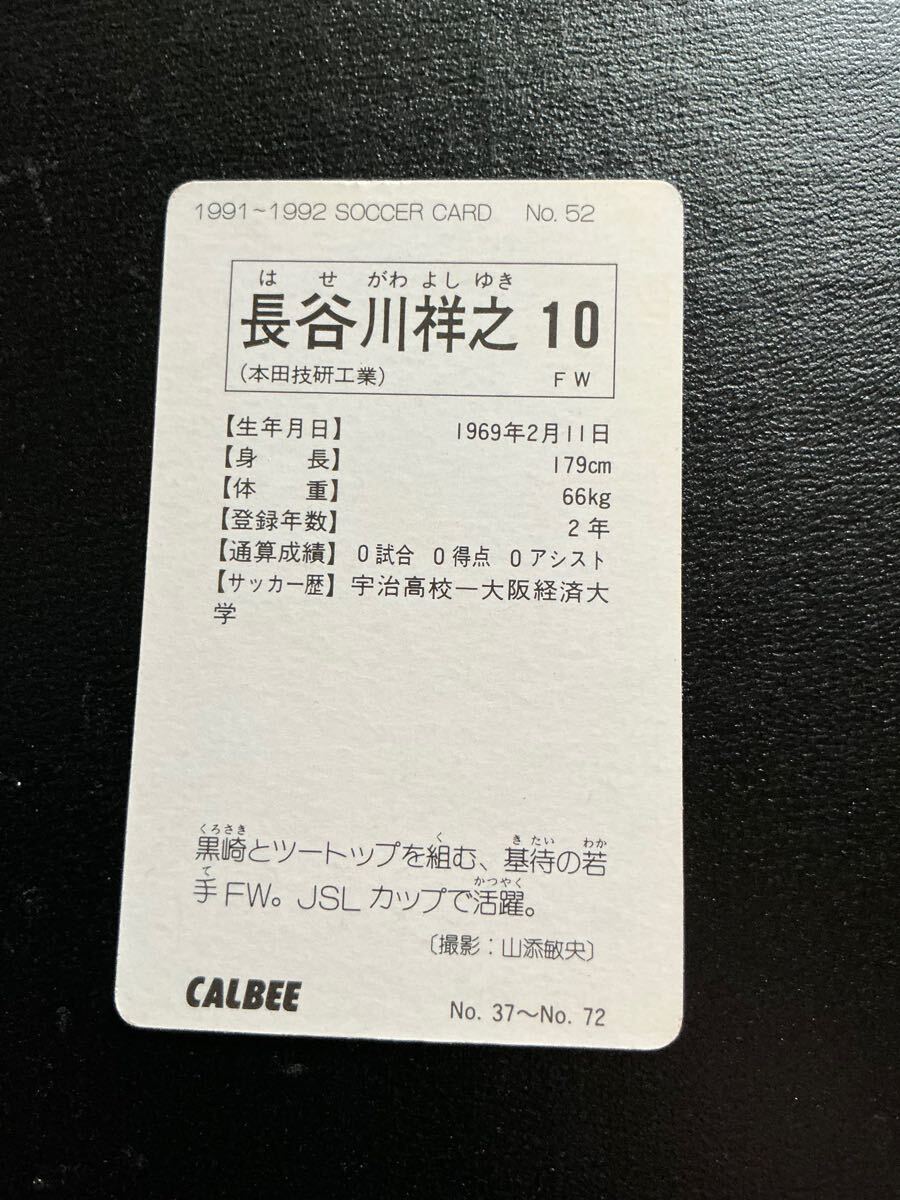 1991~1992 SOCCER CARD No. 52
は せ がわ よし ゆき
長谷川祥之 10
(本田技研工業) FW
【生年月日】 1969年2月11日
【身 長】 179cm
【体 重】 66kg
【登録年数】 2年
【通算成績】 0試合 0得点 0アシスト
【サッカー歴】宇治高校―大阪経済大
学
くろさき く きたい わか
黒崎とツートップを組む、基待の若
て かつやく
手FW。JSLカップで活躍。
〔撮影:山添敏央〕
CALBEE No. 37～No. 72